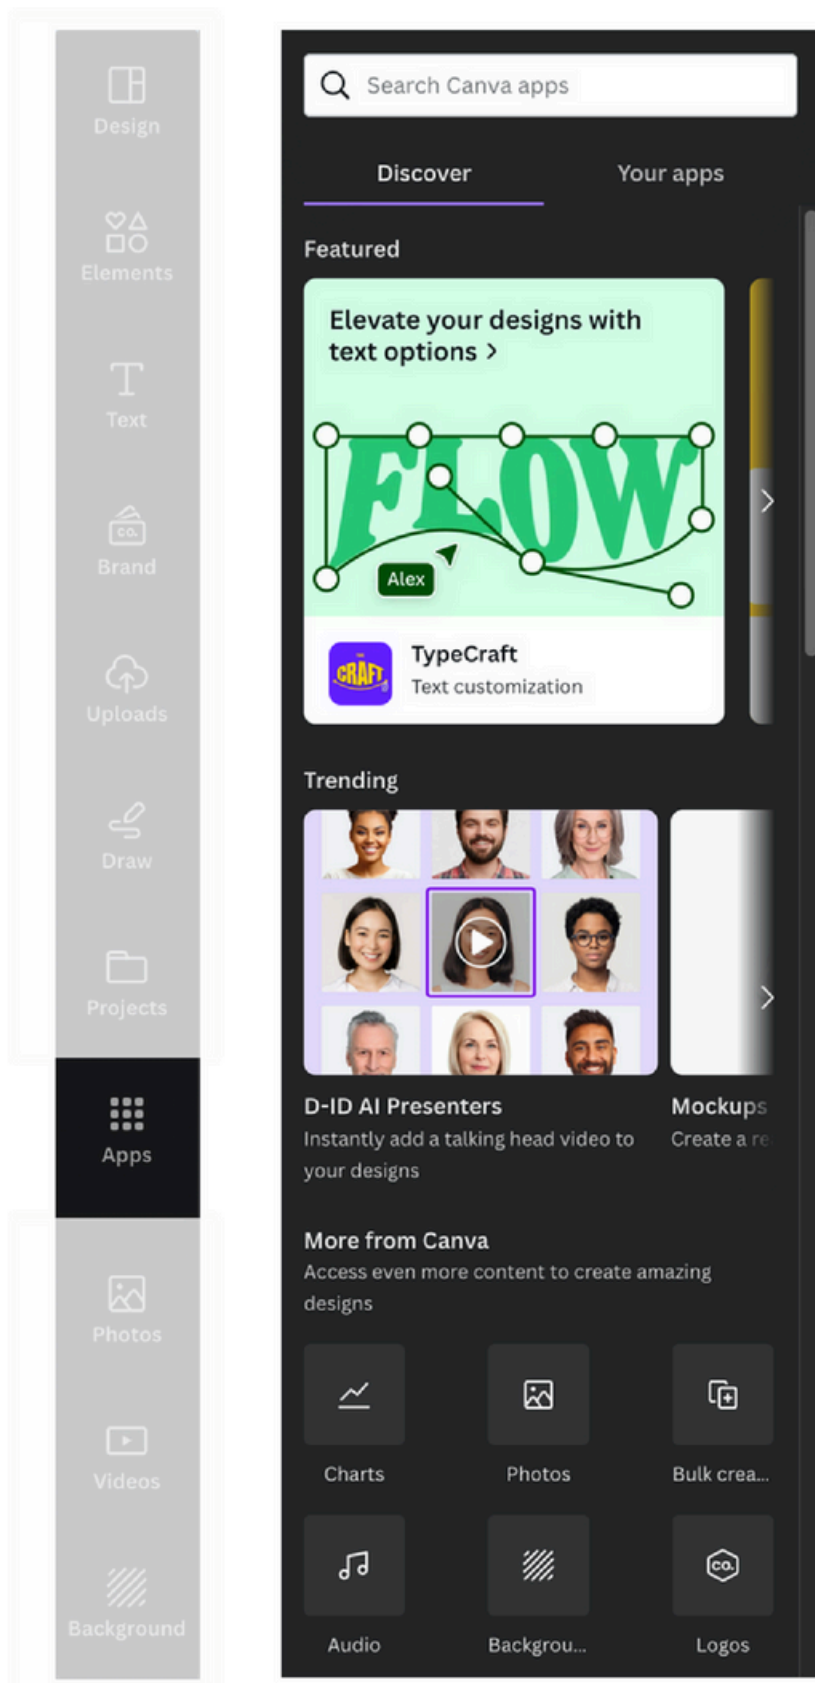 Design
Elements
Text
CO.
Brand
Uploads
Draw
Projects
Apps
Photos
Videos
Background
Search Canva apps
Discover
Your apps
Featured
Elevate your designs with
text options >
FLOW
Alex
CRAFT
TypeCraft
Text customization
Trending
D-ID AI Presenters
Instantly add a talking head video to
your designs
Mockups
Create a re
More from Canva
Access even more content to create amazing
designs
Charts
Photos
Bulk crea...
CO.
Audio
Backgrou...
Logos